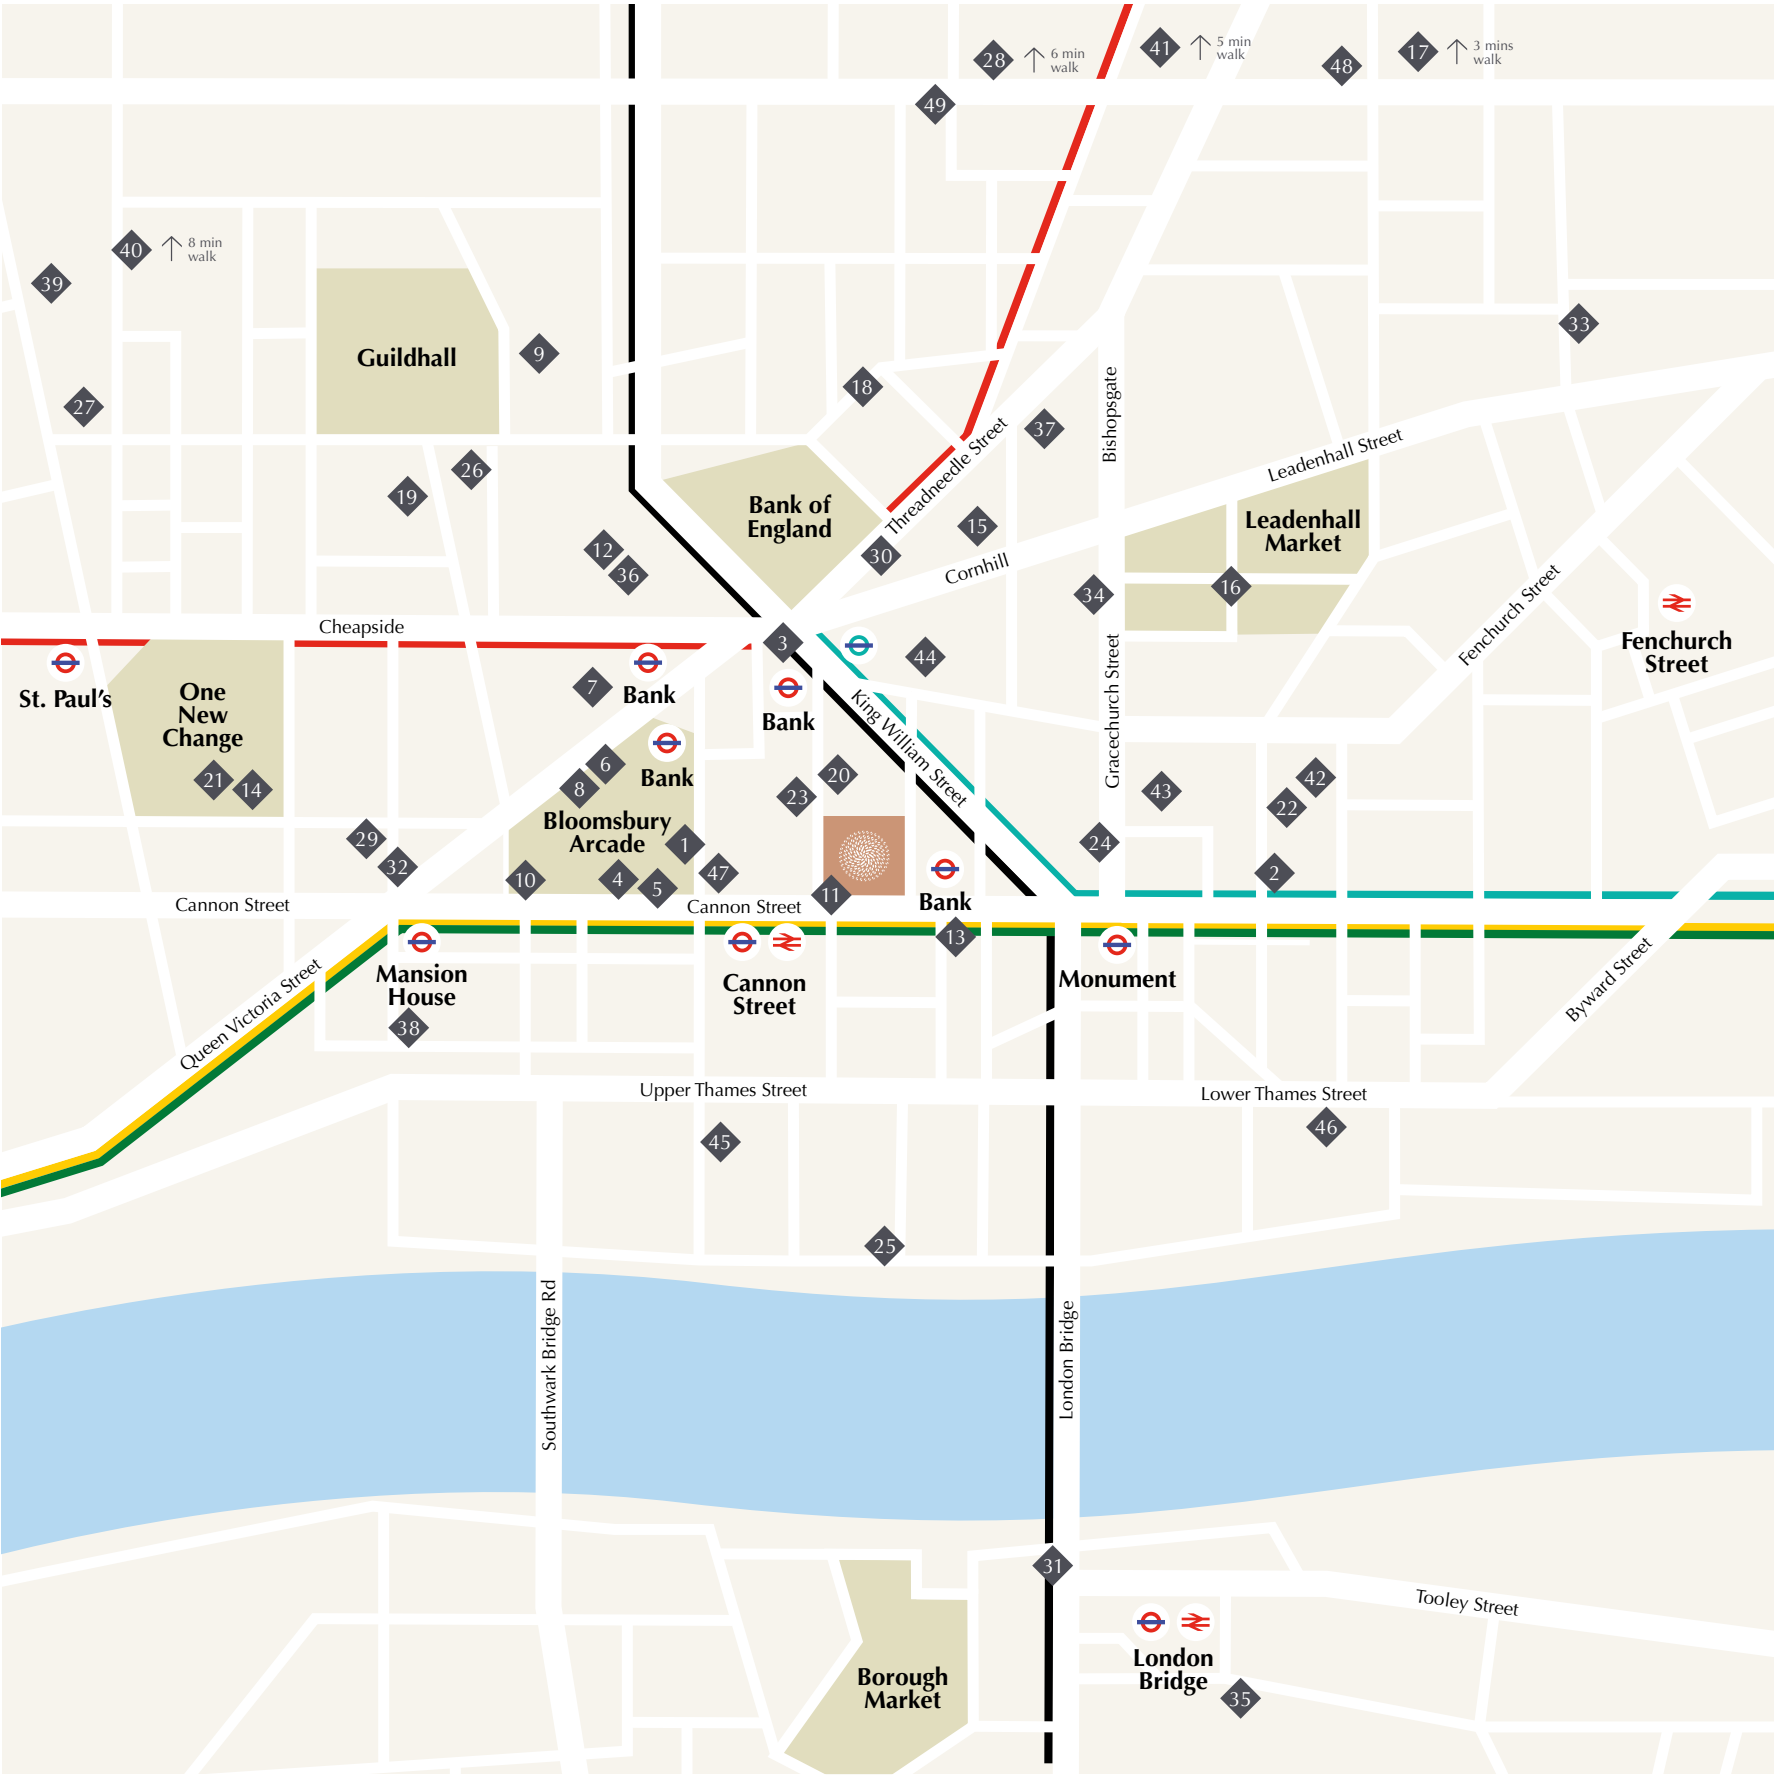 28
6 min
walk
41
5 min
walk
48
17
3 mins
walk
49
40
8 min
walk
39
33
Guildhall
9
27
18
37
Bishopsgate
Threadneedle Street
Leadenhall Street
26
19
Bank of
England
15
30
Cornhill
Leadenhall
Market
12
36
34
16
Fenchurch Street
Fenchurch
Street
Cheapside
3
44
St. Paul's
One
New
Change
21
14
7
Bank
Bank
King William Street
Gracechurch Street
Bank
6
8
Bloomsbury
Arcade
20
23
43
42
22
29
32
1
24
10
4
5
47
11
Bank
2
Cannon Street
Cannon Street
13
Mansion
House
Cannon
Street
Monument
Queen Victoria Street
38
Byward Street
Upper Thames Street
Lower Thames Street
45
46
25
Southwark Bridge Rd
London Bridge
31
Tooley Street
London
Bridge
Borough
Market
35